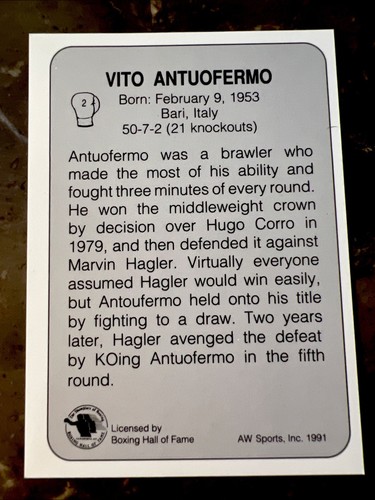 VITO ANTUOFERMO
2
Born: February 9, 1953
Bari, Italy
50-7-2 (21 knockouts)
Antuofermo was a brawler who
made the most of his ability and
fought three minutes of every round.
He won the middleweight crown
by decision over Hugo Corro in
1979, and then defended it against
Marvin Hagler. Virtually everyone
assumed Hagler would win easily,
but Antoufermo held onto his title
by fighting to a draw. Two years
later, Hagler avenged the defeat
by KOing Antuofermo in the fifth
round.
Licensed by
Boxing Hall of Fame
AW Sports, Inc. 1991